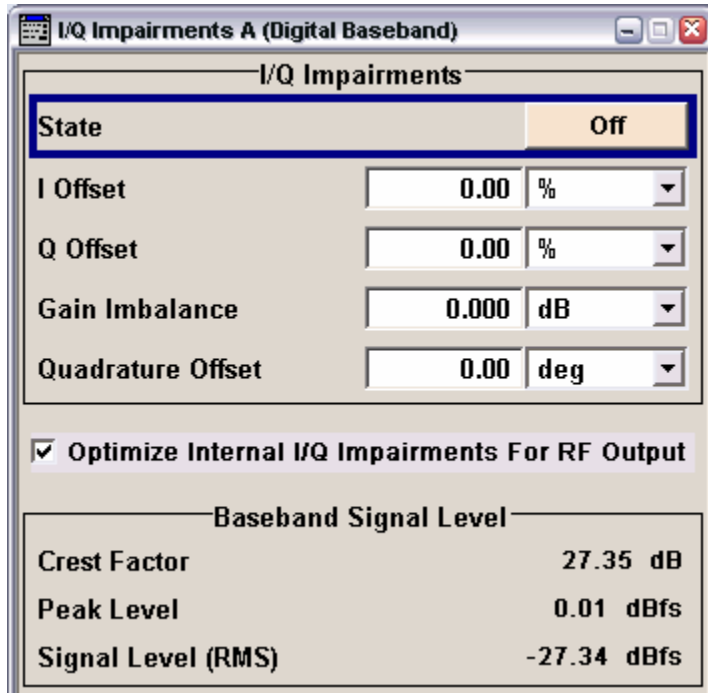 I/Q Impairments A (Digital Baseband)
I/Q Impairments
State Off
I Offset 0.00 %
Q Offset 0.00 %
Gain Imbalance 0.000 dB
Quadrature Offset 0.00 deg
Optimize Internal I/Q Impairments For RF Output
Baseband Signal Level
Crest Factor 27.35 dB
Peak Level 0.01 dBfs
Signal Level (RMS) -27.34 dBfs